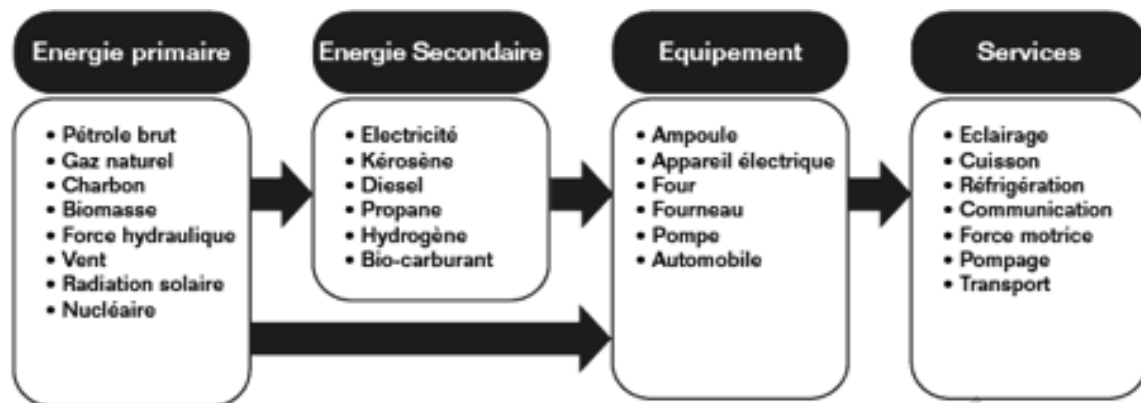 Energie primaire
• Pétrole brut
• Gaz naturel
• Charbon
• Biomasse
• Force hydraulique
• Vent
• Radiation solaire
• Nucléaire
Energie Secondaire
• Electricité
• Kérosène
• Diesel
• Propane
• Hydrogène
• Bio-carburant
Equipement
• Ampoule
• Appareil électrique
• Four
• Fourneau
• Pompe
• Automobile
Services
• Eclairage
• Cuisson
• Réfrigération
• Communication
• Force motrice
• Pompage
• Transport